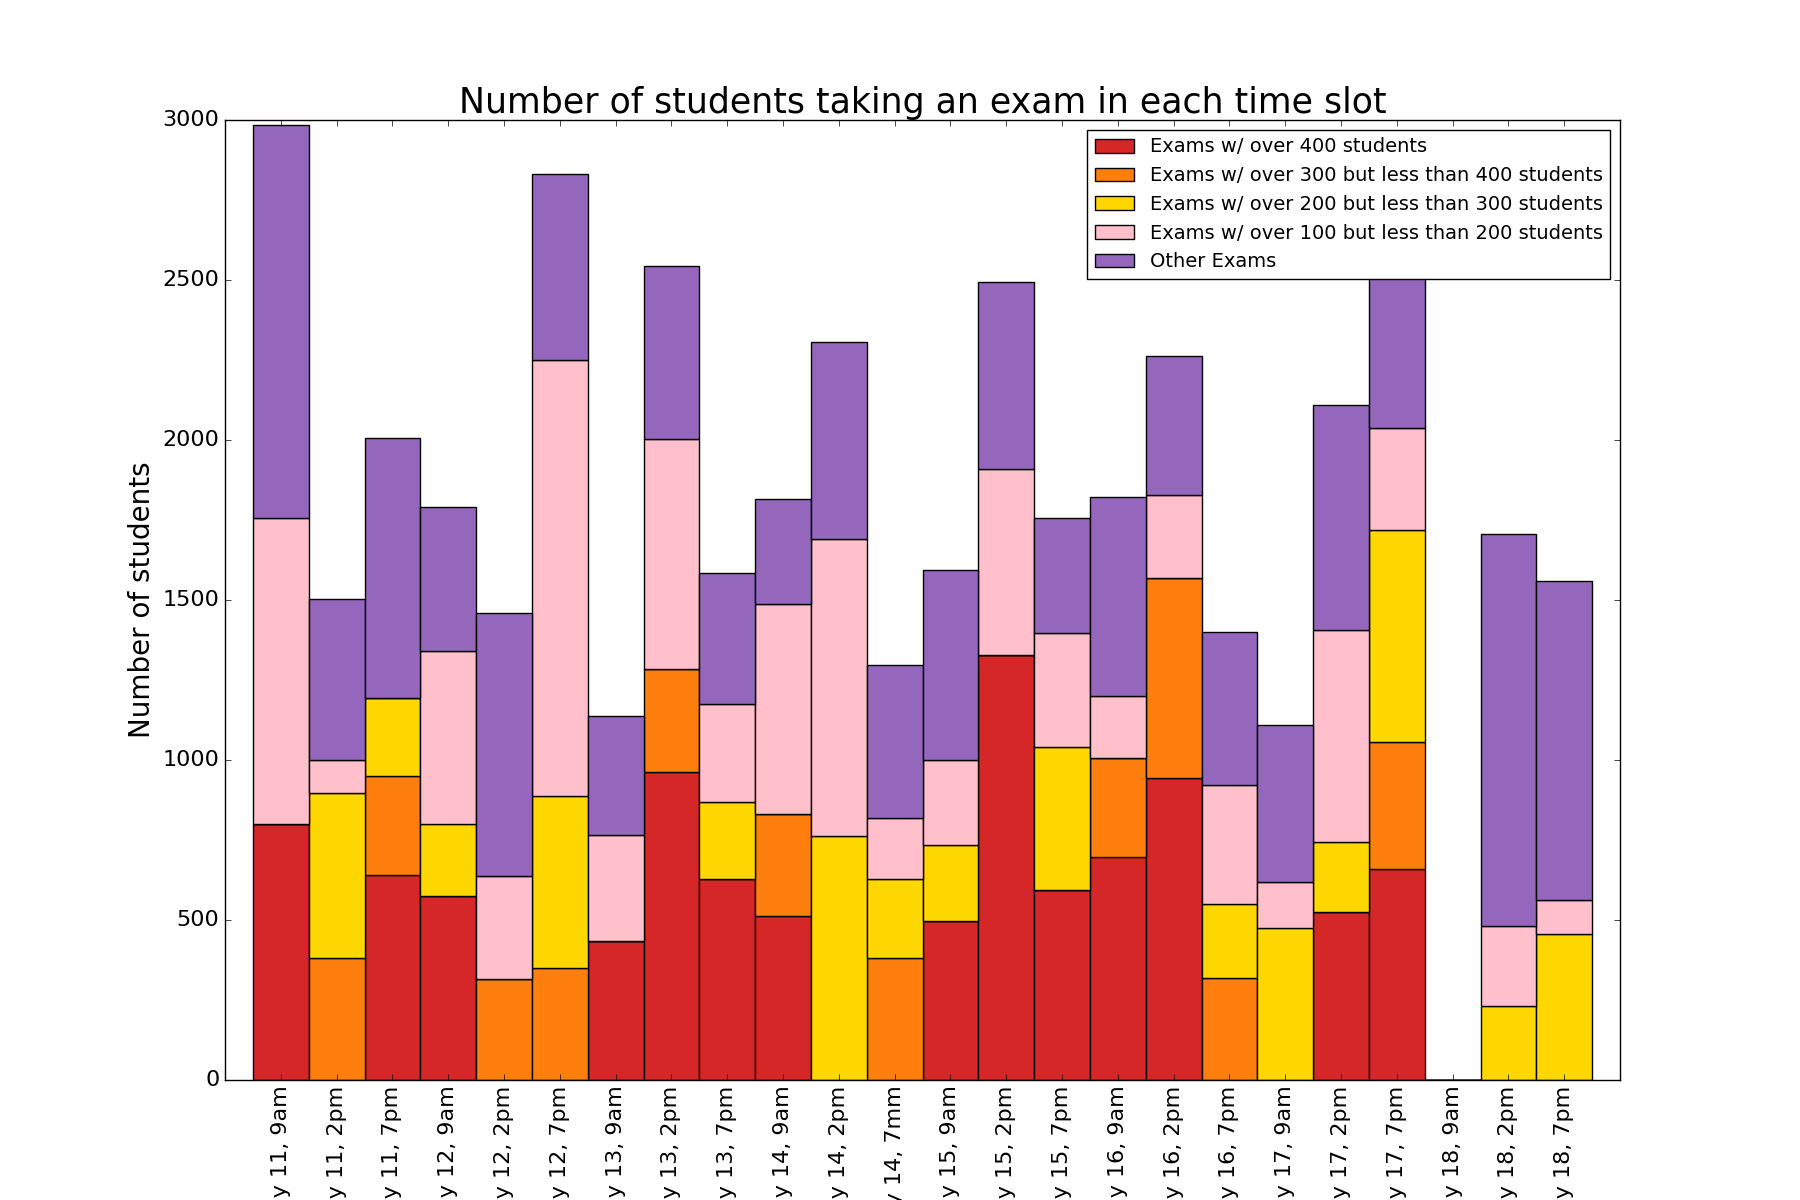 Number of students taking an exam in each time slot
Exams w/ over 400 students
Exams w/ over 300 but less than 400 students
Exams w/ over 200 but less than 300 students
Exams w/ over 100 but less than 200 students
Other Exams
Number of students
3000
2500
2000
1500
1000
500
0
y 11, 9am
y 11, 2pm
y 11, 7pm
y 12, 9am
y 12, 2pm
y 12, 7pm
y 13, 9am
y 13, 2pm
y 13, 7pm
y 14, 9am
y 14, 2pm
y 14, 7mm
y 15, 9am
y 15, 2pm
y 15, 7pm
y 16, 9am
y 16, 2pm
y 16, 7pm
y 17, 9am
y 17, 2pm
y 17, 7pm
y 18, 9am
y 18, 2pm
y 18, 7pm